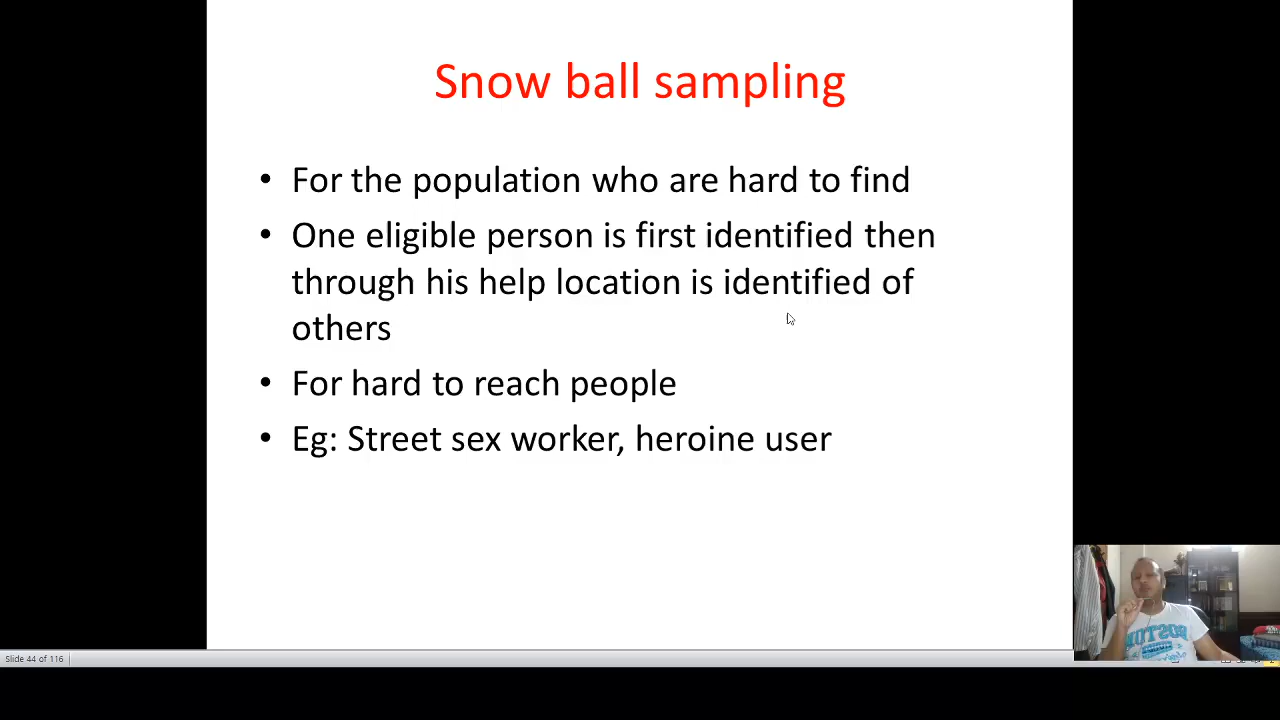 Snow ball sampling
• For the population who are hard to find
• One eligible person is first identified then
through his help location is identified of
others
• For hard to reach people
• Eg: Street sex worker, heroine user
Slide 44 of 116